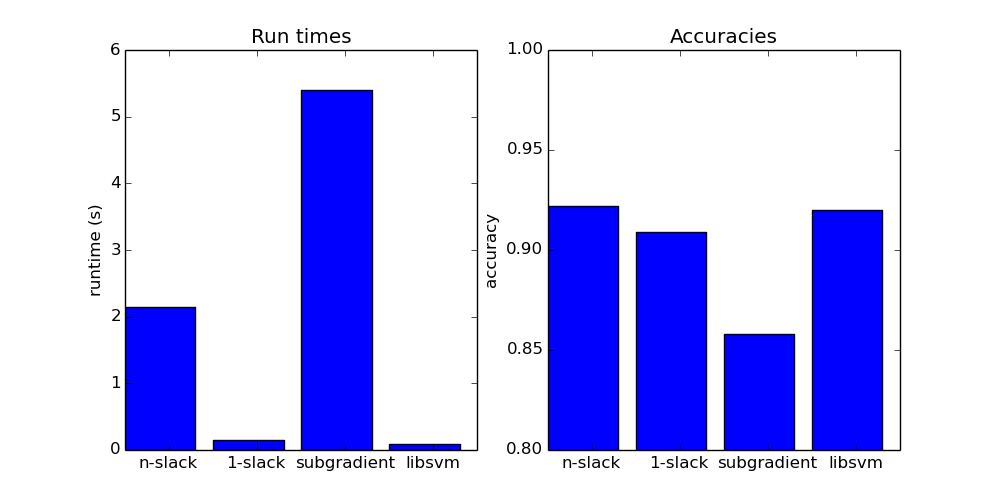 Run times
6
5
4
3
2
1
0
runtime (s)
n-slack 1-slack subgradient libsvm
Accuracies
1.00
0.95
0.90
0.85
0.80
accuracy
n-slack 1-slack subgradient libsvm